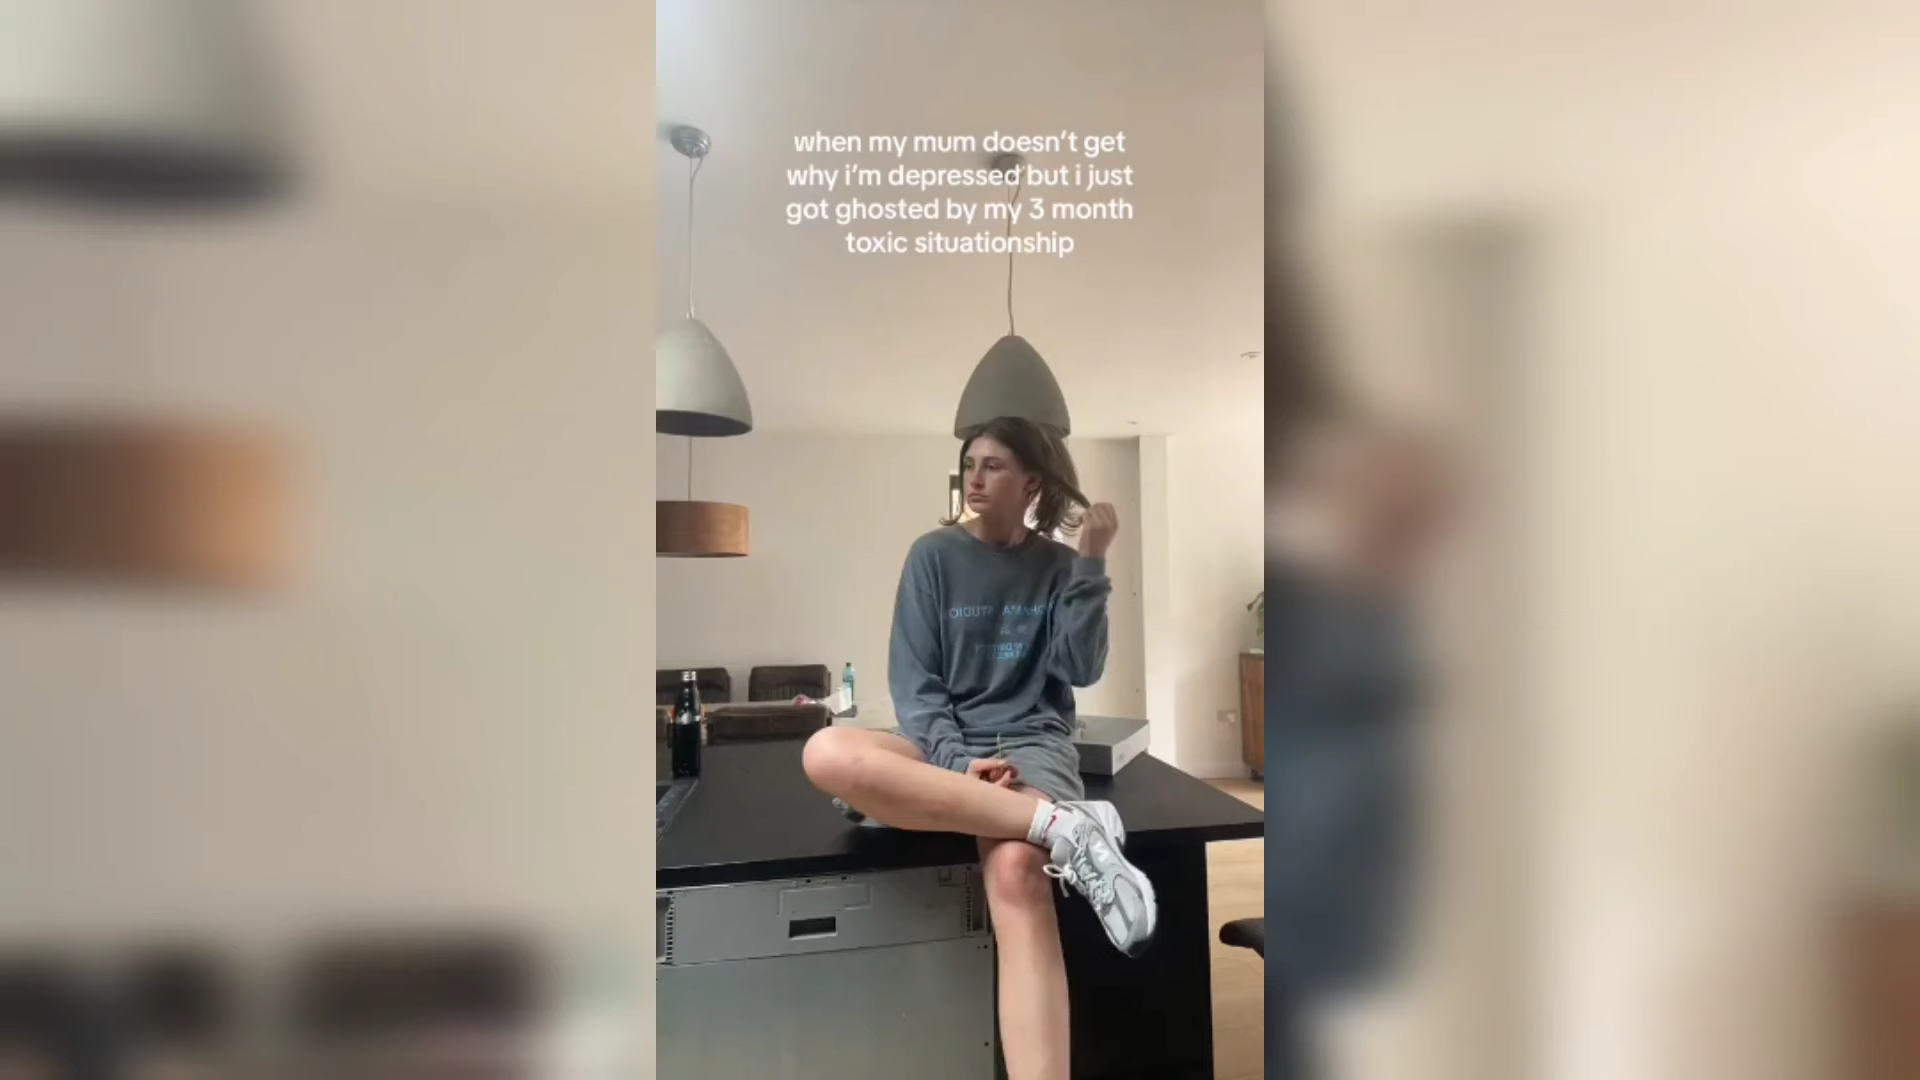 when my mum doesn’t get
why i’m depressed but i just
got ghosted by my 3 month
toxic situationship